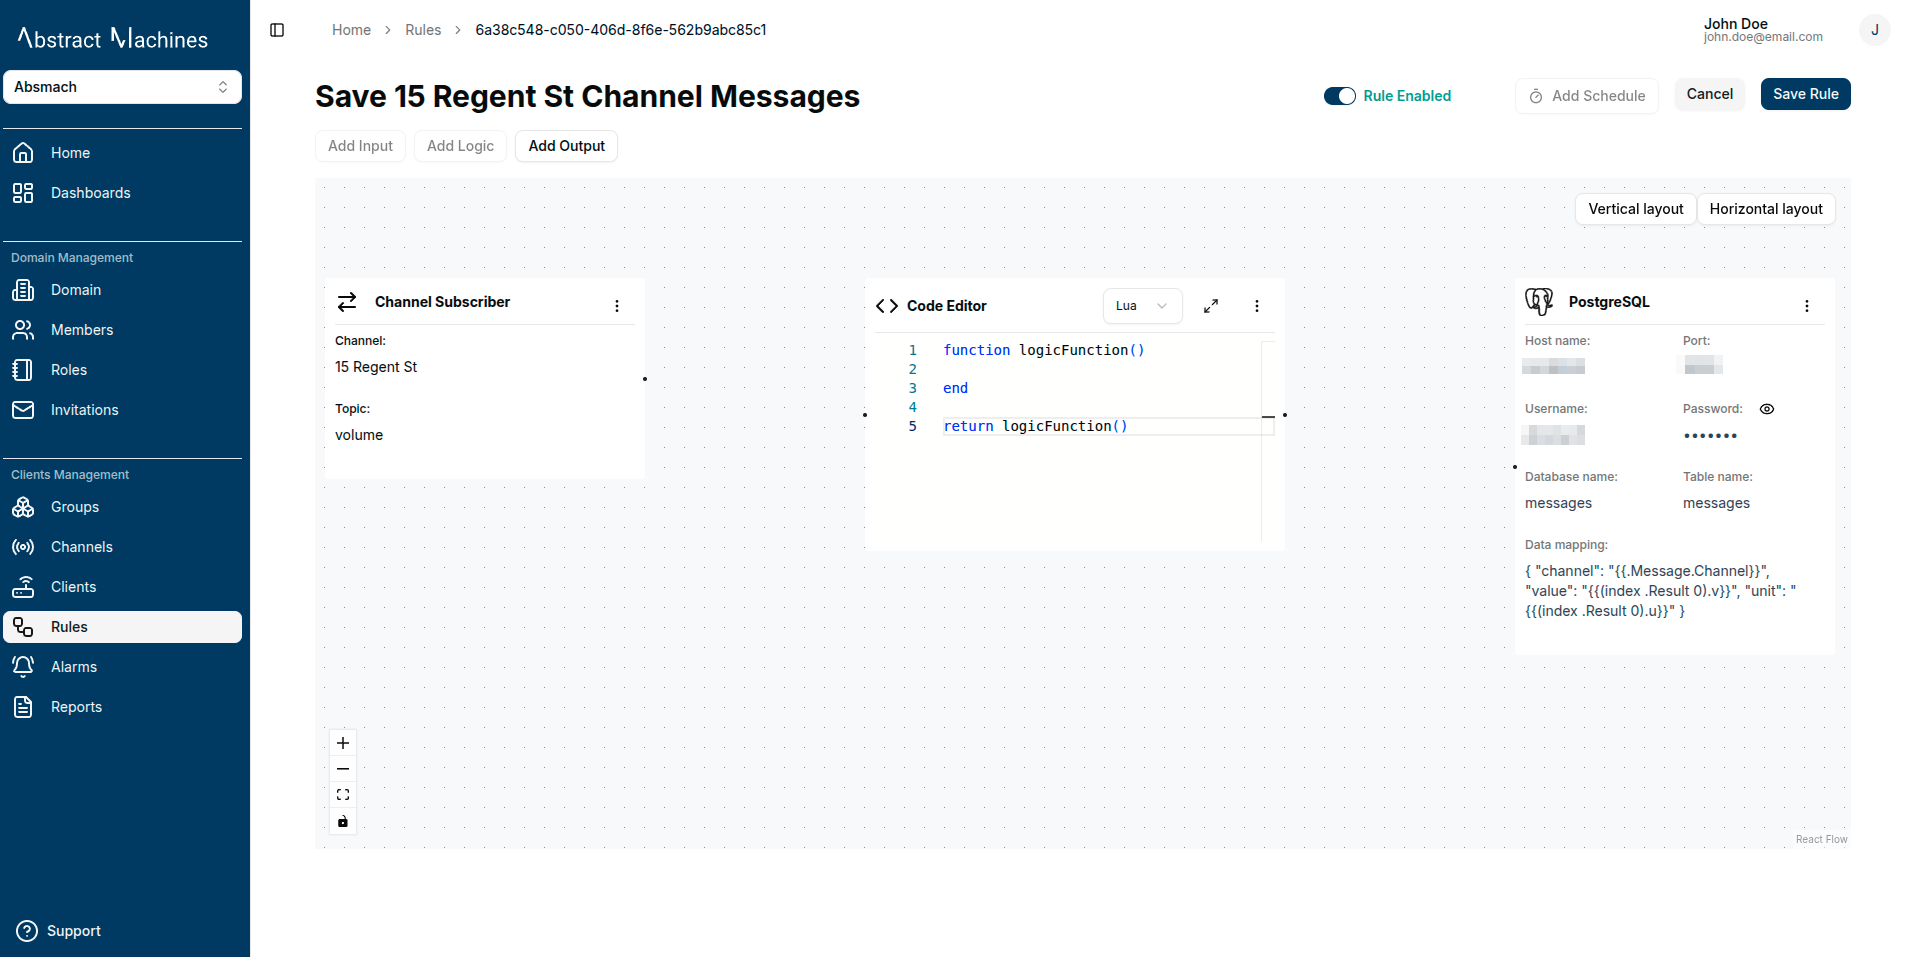 Abstract Machines
Absmach
Home
Dashboards
Domain Management
Domain
Members
Roles
Invitations
Clients Management
Groups
Channels
Clients
Rules
Alarms
Reports
Support
Home > Rules > 6a38c548-c050-406d-8f6e-562b9abc85c1
John Doe
john.doe@email.com
J
Save 15 Regent St Channel Messages
Rule Enabled
Add Schedule
Cancel
Save Rule
Add Input
Add Logic
Add Output
Vertical layout
Horizontal layout
Channel Subscriber
Channel:
15 Regent St
Topic:
volume
Code Editor
Lua
1 function logicFunction()
2
3 end
4
5 return logicFunction()
PostgreSQL
Host name:
Port:
Username:
Password:
•••••••
Database name:
Table name:
messages
messages
Data mapping:
{ "channel": "{{.Message.Channel}}",
"value": "{{(index .Result 0).v}}", "unit": "
{{(index .Result 0).u}}" }
React Flow